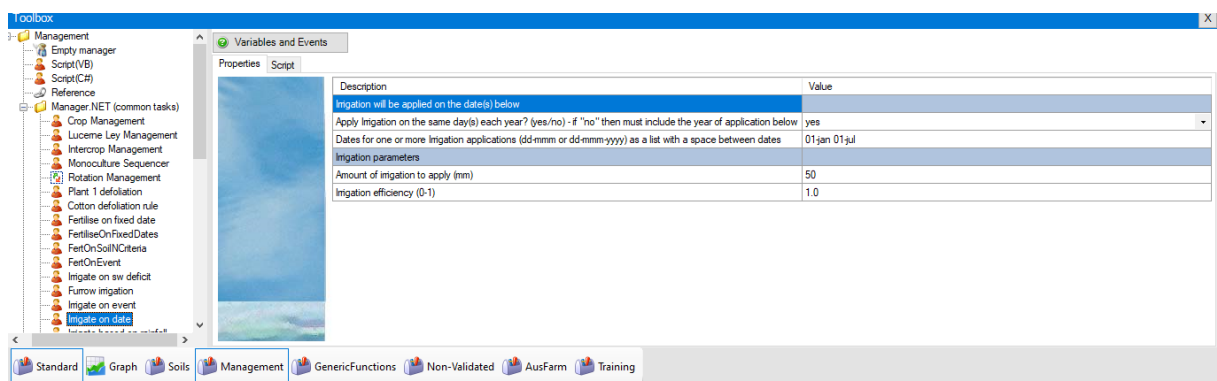 Toolbox
X
Management
Empty manager
Script(VB)
Script(C#)
Reference
Manager.NET (common tasks)
Crop Management
Lucerne Ley Management
Intercrop Management
Monoculture Sequencer
Rotation Management
Plant 1 defoliation
Cotton defoliation rule
Fertilise on fixed date
FertiliseOnFixedDates
FertOnSoilNCriteria
FertOnEvent
Irrigate on sw deficit
Furrow irrigation
Irrigate on event
Irrigate on date
Irrigate based on rainfall
Variables and Events
Properties Script
Description Value
Irrigation will be applied on the date(s) below
Apply Irrigation on the same day(s) each year? (yes/no) - if "no" then must include the year of application below yes
Dates for one or more Irrigation applications (dd-mmm or dd-mmm-yyyy) as a list with a space between dates 01-jan 01-jul
Irrigation parameters
Amount of irrigation to apply (mm) 50
Irrigation efficiency (0-1) 1.0
Standard Graph Soils Management GenericFunctions Non-Validated AusFarm Training